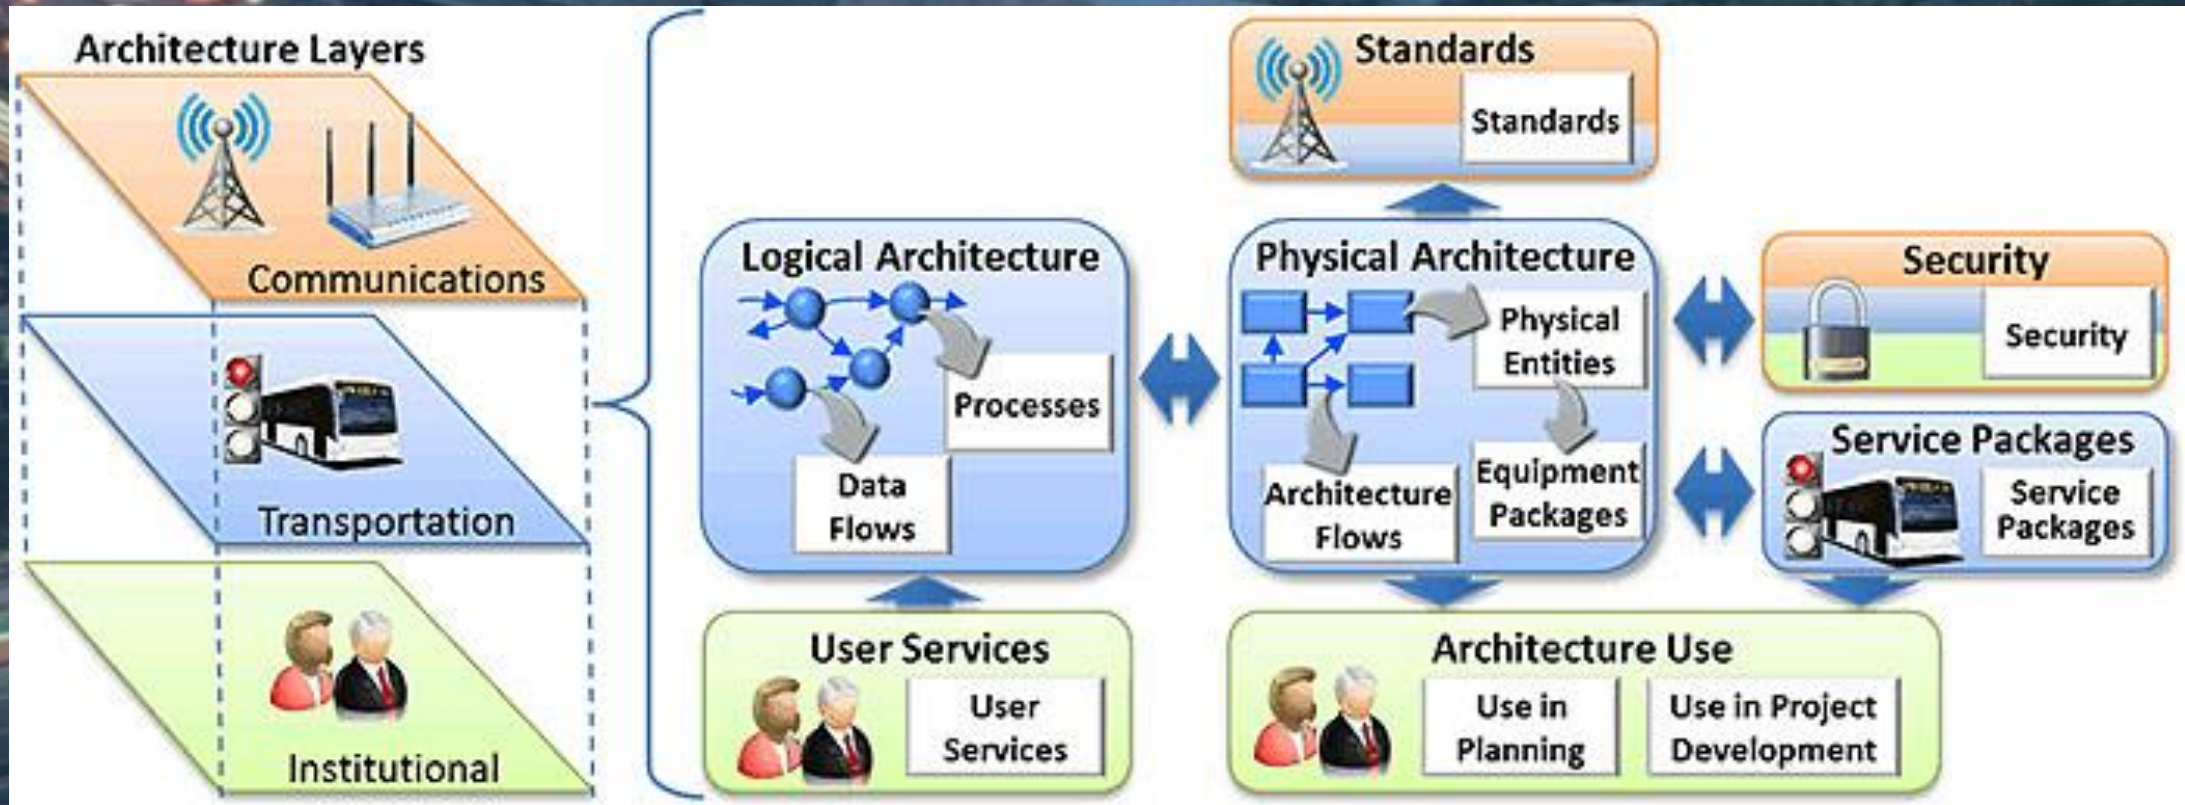 Architecture Layers
Communications
Transportation
Institutional
Logical Architecture
Processes
Data
Flows
User Services
User
Services
Standards
Standards
Physical Architecture
Physical
Entities
Equipment
Packages
Architecture
Flows
Security
Security
Service Packages
Service
Packages
Architecture Use
Use in
Planning
Use in Project
Development